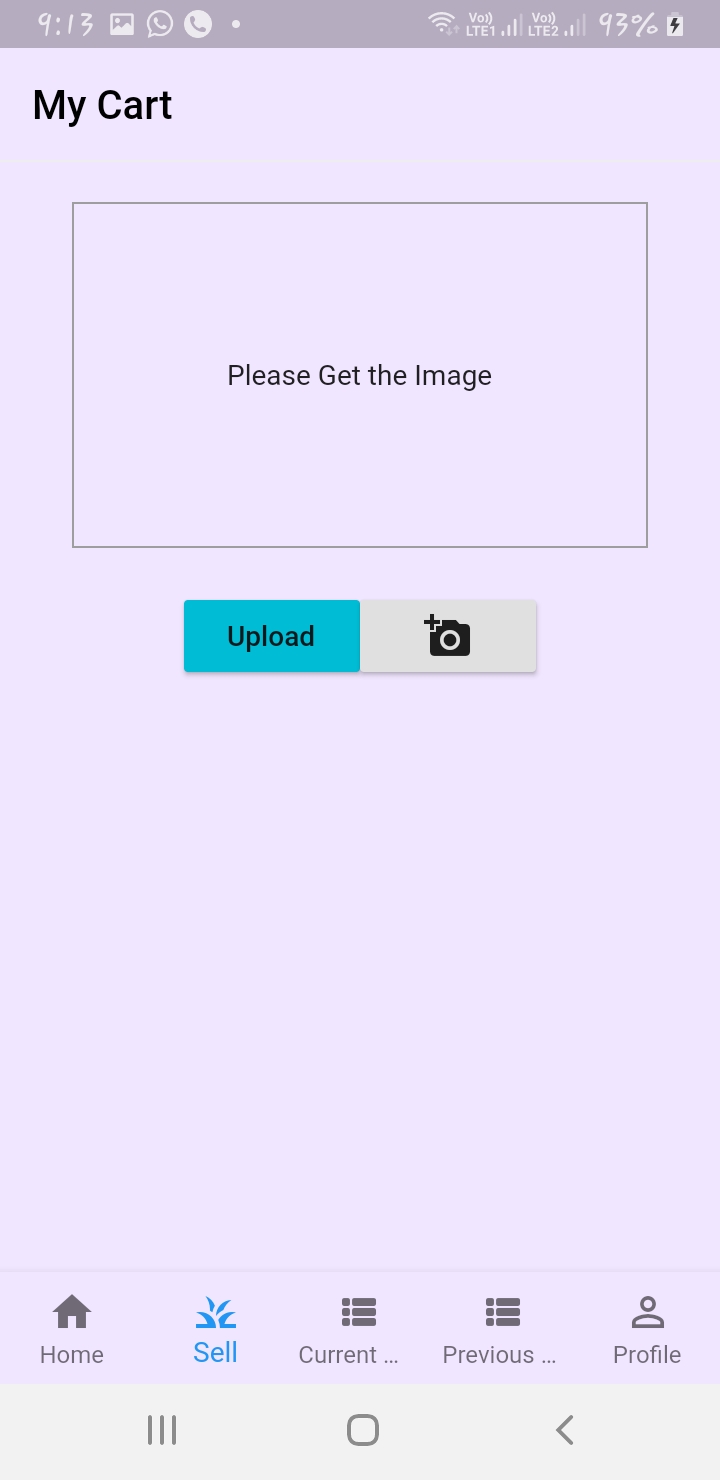 9:13 Vo)) LTE1 Vo)) LTE2 93%
My Cart
Please Get the Image
Upload
Home Sell Current ... Previous ... Profile